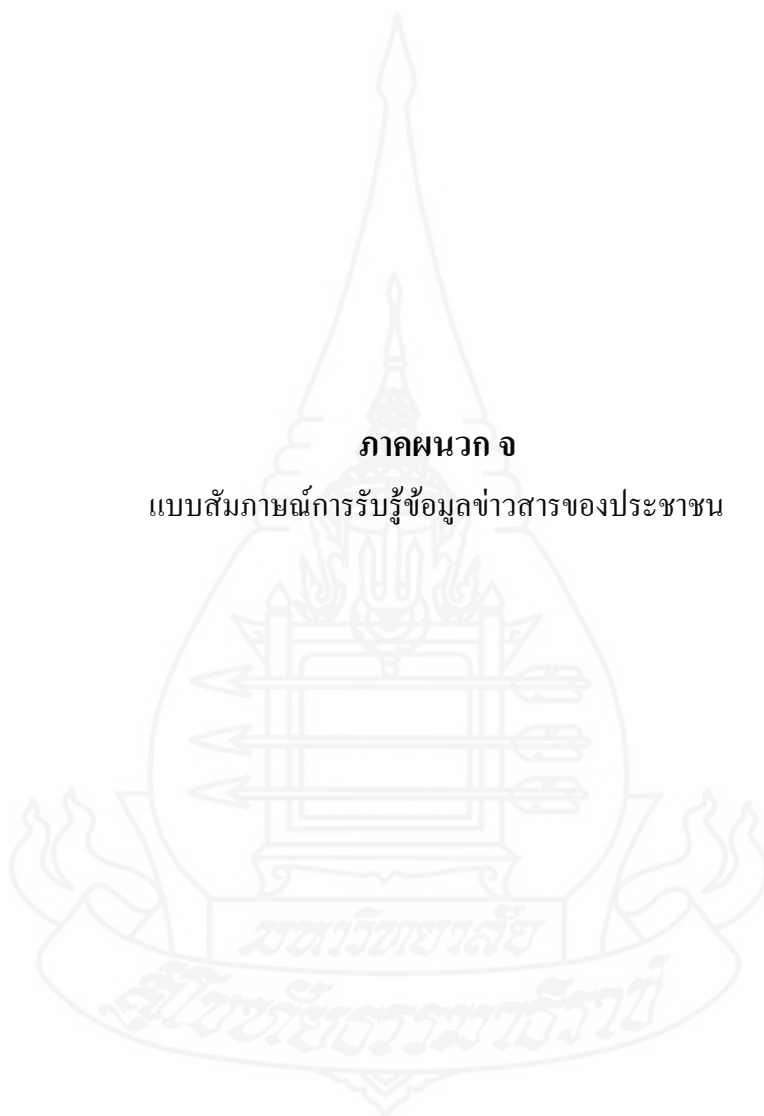 ภาคผนวก จ
แบบสัมภาษณ์การรับรู้ข้อมูลข่าวสารของประชาชน
มหาวิทยาลัย
สุโขทัยธรรมาธิราช